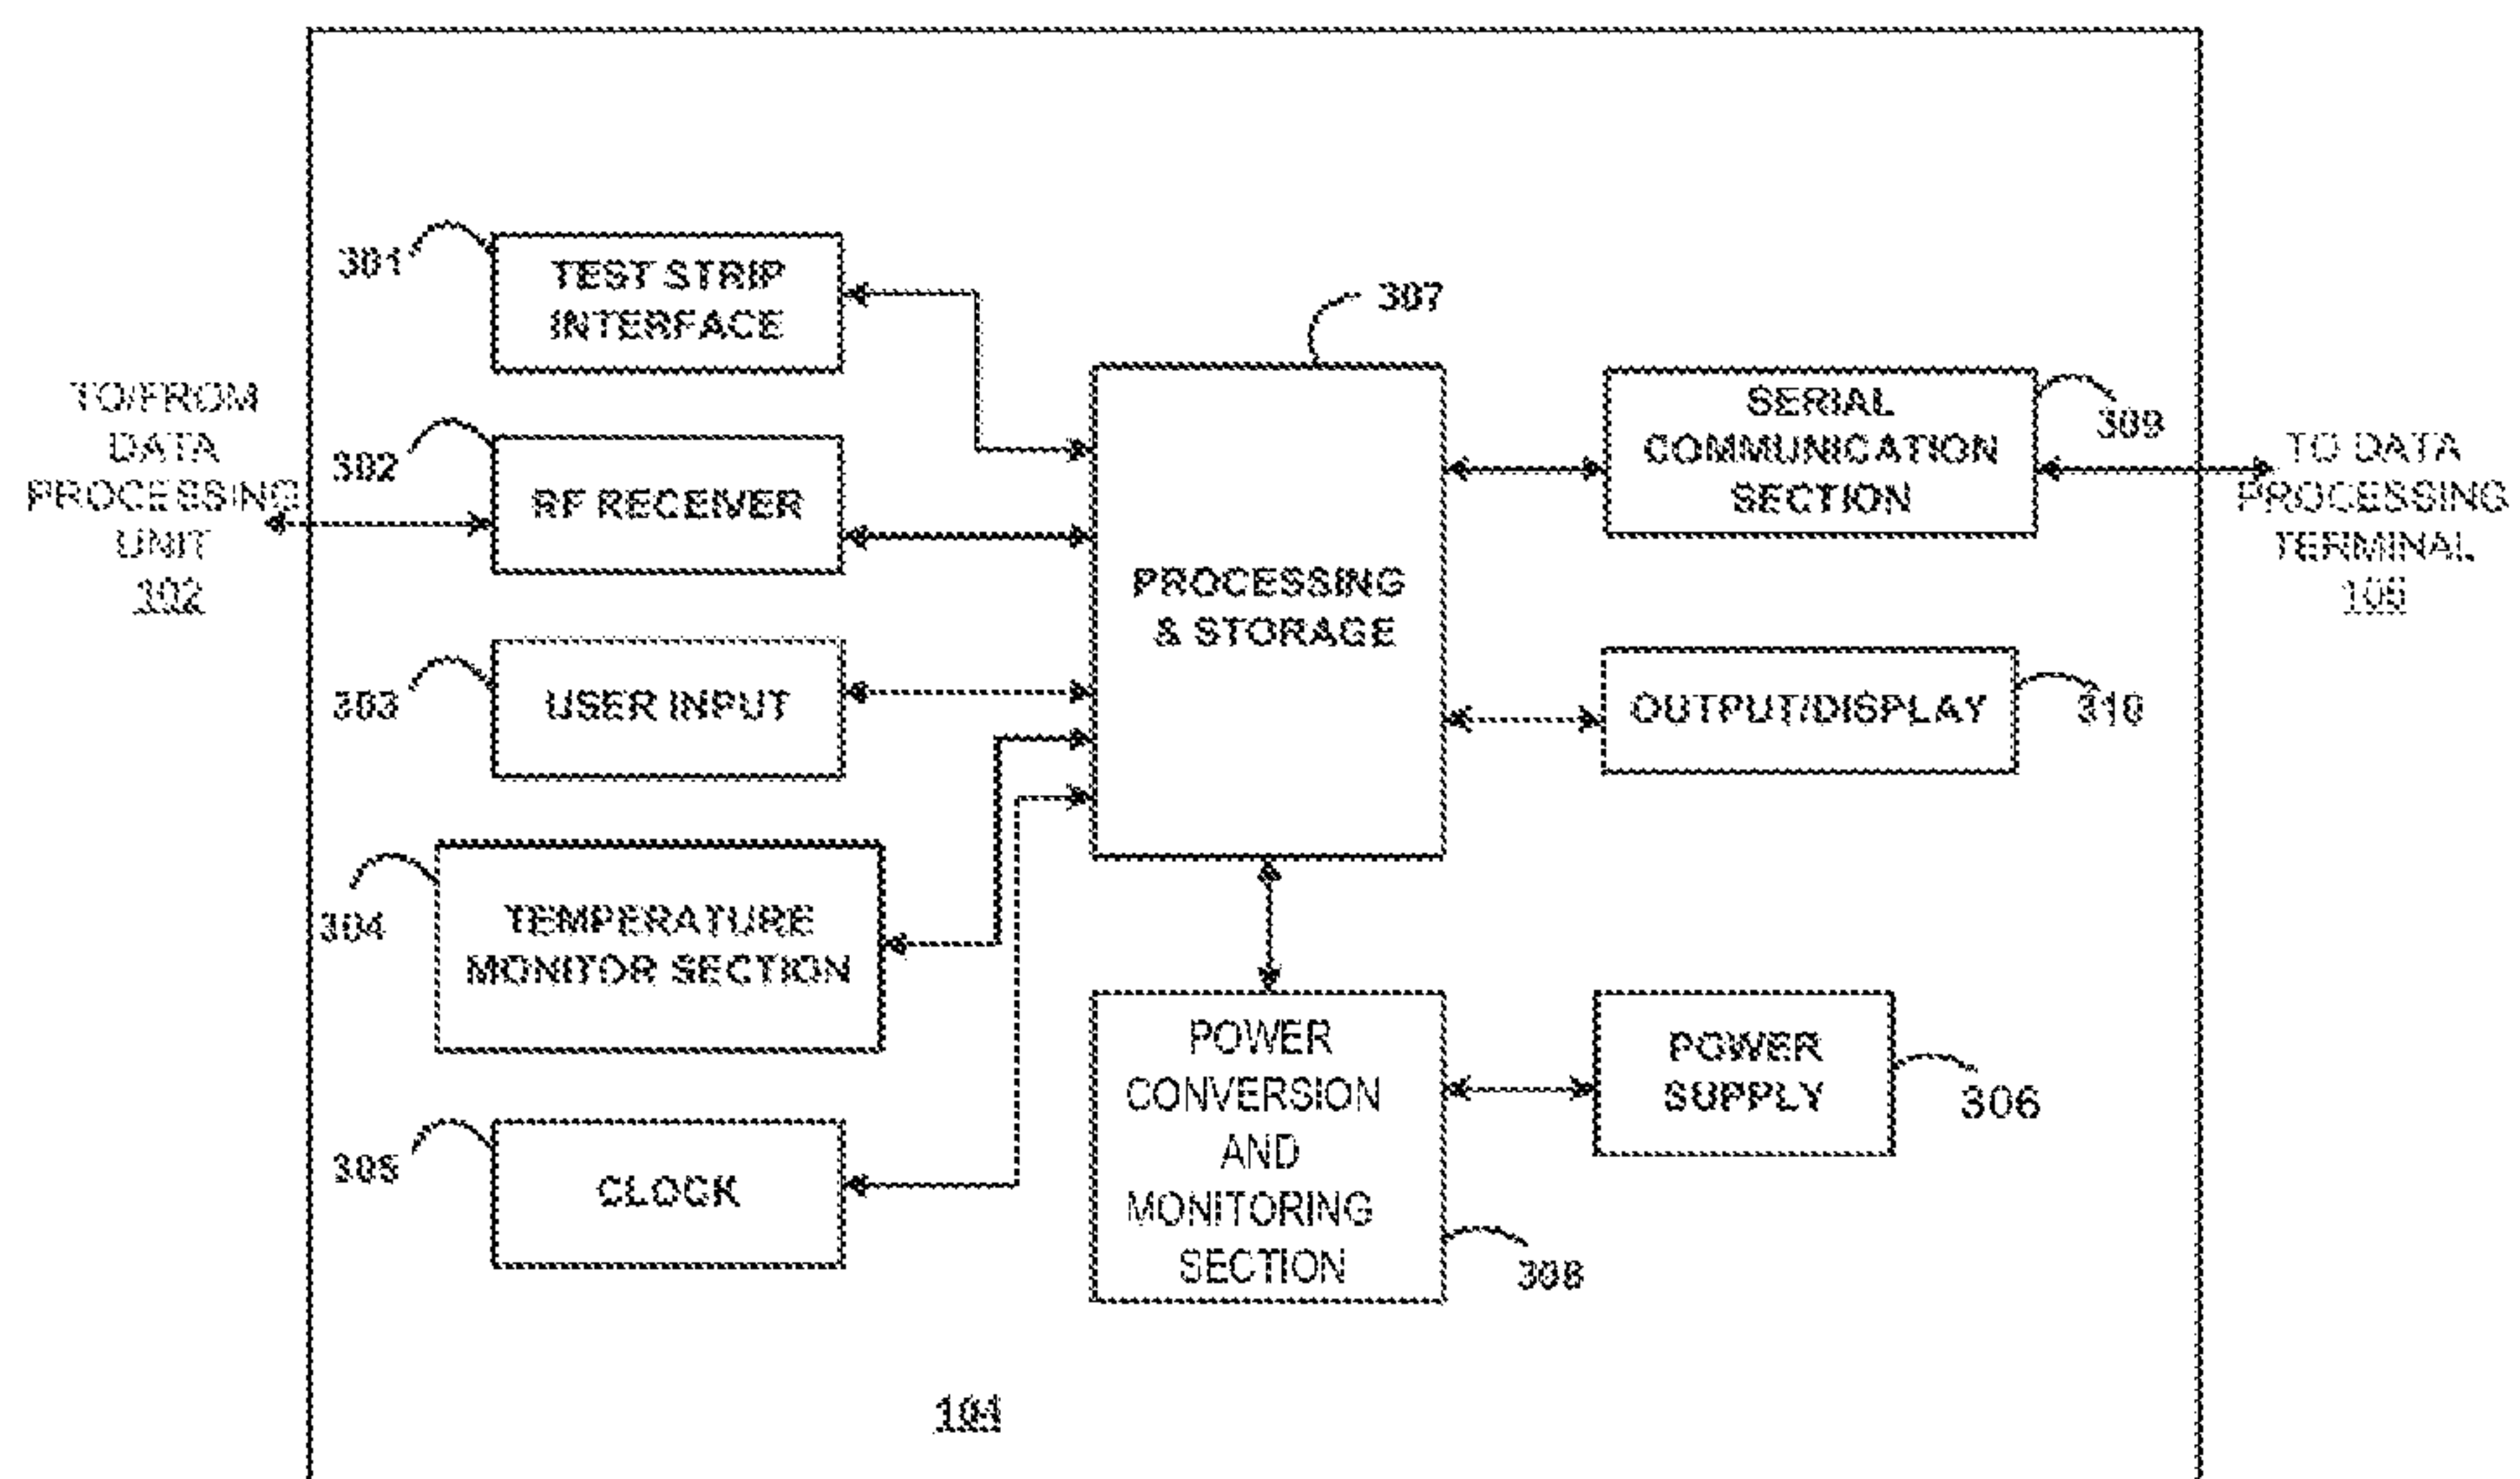 301
TEST STRIP
INTERFACE
307
TO/FROM
DATA
PROCESSING
UNIT
302
302
RF RECEIVER
PROCESSING
& STORAGE
SERIAL
COMMUNICATION
SECTION
309
TO DATA
PROCESSING
TERMINAL
303
USER INPUT
OUTPUT/DISPLAY
310
304
TEMPERATURE
MONITOR SECTION
305
CLOCK
POWER
CONVERSION
AND
MONITORING
SECTION
308
POWER
SUPPLY
306
104